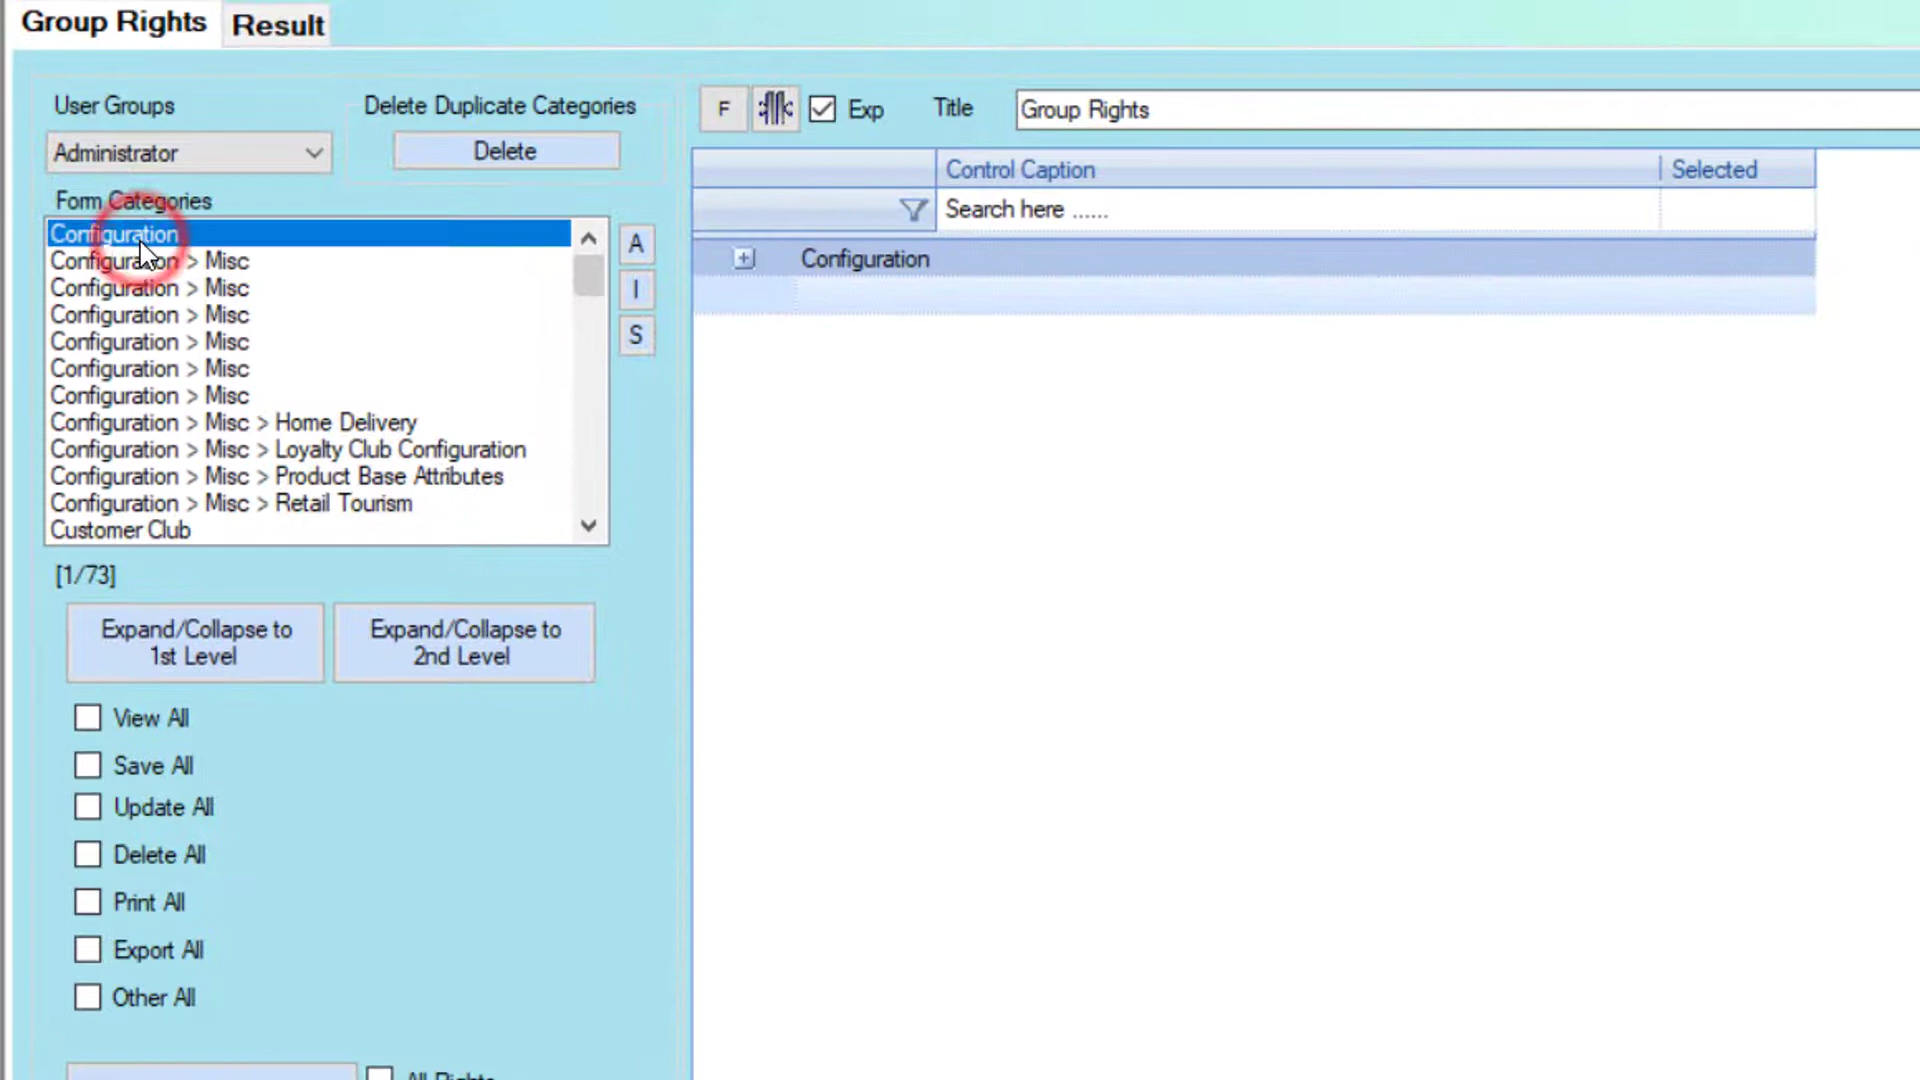 Group Rights
Result
User Groups
Delete Duplicate Categories
Administrator
Delete
Form Categories
Configuration
Configuration > Misc
Configuration > Misc
Configuration > Misc
Configuration > Misc
Configuration > Misc
Configuration > Misc
Configuration > Misc > Home Delivery
Configuration > Misc > Loyalty Club Configuration
Configuration > Misc > Product Base Attributes
Configuration > Misc > Retail Tourism
Customer Club
A
I
S
[1/73]
Expand/Collapse to
1st Level
Expand/Collapse to
2nd Level
View All
Save All
Update All
Delete All
Print All
Export All
Other All
All Rights
F
Exp
Title
Group Rights
Control Caption
Selected
Search here ......
Configuration